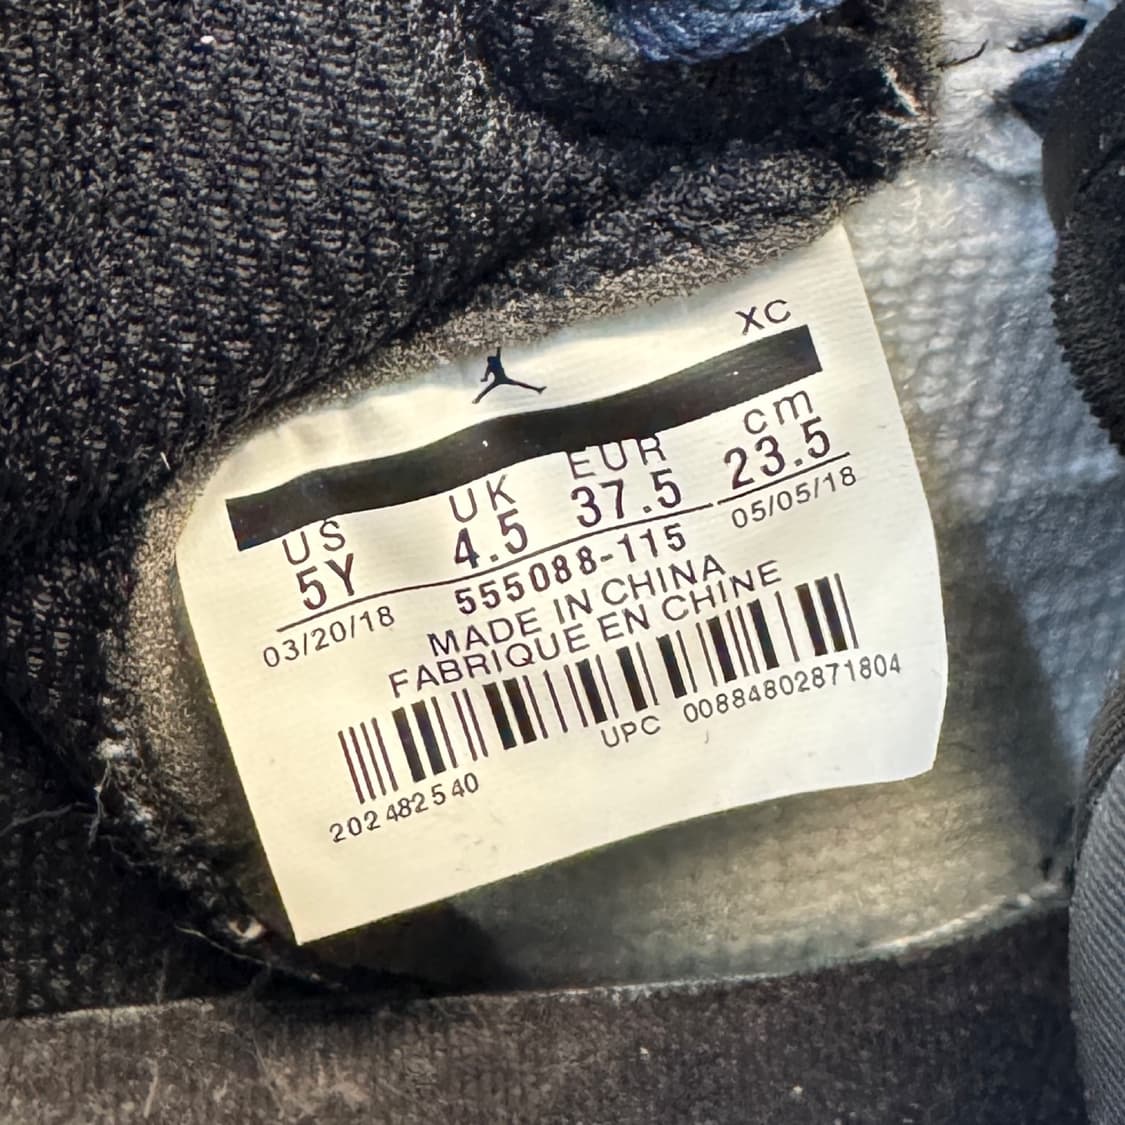 XC
US UK EUR cm
5Y 4.5 37.5 23.5
03/20/18 555088-115 05/05/18
MADE IN CHINA
FABRIQUE EN CHINE
202482540 UPC 00884802871804